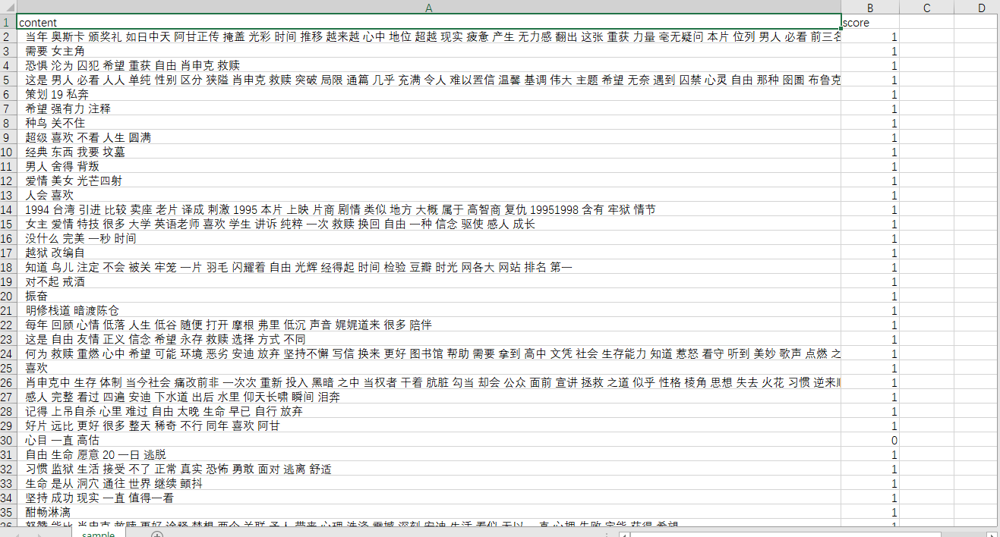 A B C D
1 content score
2 当年 奥斯卡 颁奖礼 如日中天 阿甘正传 掩盖 光彩 时间 推移 越来越 心中 地位 超越 现实 疲惫 产生 无力感 翻出 这张 重获 力量 毫无疑问 本片 位列 男人 必看 前三名 1
3 需要 女主角 1
4 恐惧 沦为 囚犯 希望 重获 自由 肖申克 救赎 1
5 这是 男人 必看 人人 单纯 性别 区分 狭隘 肖申克 救赎 突破 局限 通篇 几乎 充满 令人 难以置信 温馨 基调 伟大 主题 希望 无奈 遇到 囚禁 心灵 自由 那种 囹圄 布鲁克 1
6 策划 19 私奔 1
7 希望 强有力 注释 1
8 种鸟 关不住 1
9 超级 喜欢 不看 人生 圆满 1
10 经典 东西 我要 坟墓 1
11 男人 舍得 背叛 1
12 爱情 美女 光芒四射 1
13 人会 喜欢 1
14 1994 台湾 引进 比较 卖座 老片 译成 刺激 1995 本片 上映 片商 剧情 类似 地方 大概 属于 高智商 复仇 19951998 含有 牢狱 情节 1
15 女主 爱情 特技 很多 大学 英语老师 喜欢 学生 讲诉 纯粹 一次 救赎 换回 自由 一种 信念 驱使 感人 成长 1
16 没什么 完美 一秒 时间 1
17 越狱 改编自 1
18 知道 鸟儿 注定 不会 被关 牢笼 一片 羽毛 闪耀着 自由 光辉 经得起 时间 检验 豆瓣 时光 网各大 网站 排名 第一 1
19 对不起 戒酒 1
20 振奋 1
21 明修栈道 暗渡陈仓 1
22 每年 回顾 心情 低落 人生 低谷 随便 打开 摩根 弗里 低沉 声音 娓娓道来 很多 陪伴 1
23 这是 自由 友情 正义 信念 希望 永存 救赎 选择 方式 不同 1
24 何为 救赎 重燃 心中 希望 可能 环境 恶劣 安迪 放弃 坚持不懈 写信 换来 更好 图书馆 帮助 需要 拿到 高中 文凭 社会 生存能力 知道 惹怒 看守 听到 美妙 歌声 点燃 之 1
25 喜欢 1
26 肖申克中 生存 体制 当今社会 痛改前非 一次次 重新 投入 黑暗 之中 当权者 干着 肮脏 勾当 却会 公众 面前 宣讲 拯救 之道 似乎 性格 棱角 思想 失去 火花 习惯 逆来 1
27 感人 完整 看过 四遍 安迪 下水道 出后 水里 仰天长啸 瞬间 泪奔 1
28 记得 上吊自杀 心里 难过 自由 太晚 生命 早已 自行 放弃 1
29 好片 远比 更好 很多 整天 稀奇 不行 同年 喜欢 阿甘 1
30 心目 一直 高估 0
31 自由 生命 愿意 20 一日 逃脱 1
32 习惯 监狱 生活 接受 不了 正常 真实 恐怖 勇敢 面对 逃离 舒适 1
33 生命 是从 洞穴 通往 世界 继续 颤抖 1
34 坚持 成功 现实 一直 值得一看 1
35 酣畅淋漓 1
sample